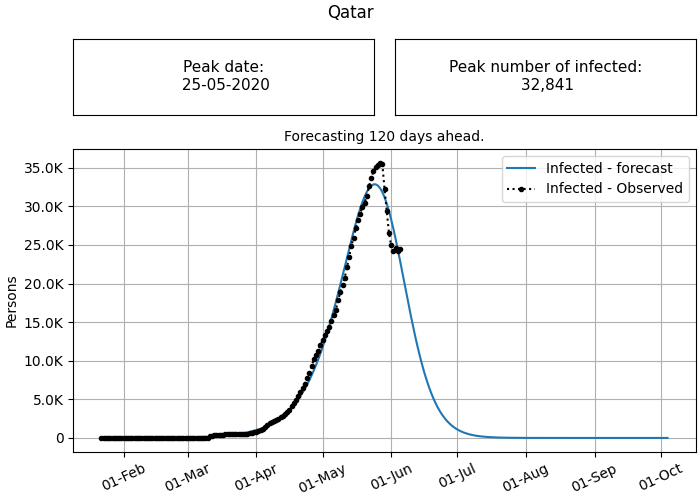 Qatar
Peak date:
25-05-2020
Peak number of infected:
32,841
Forecasting 120 days ahead.
Infected - forecast
Infected - Observed
Persons
35.0K
30.0K
25.0K
20.0K
15.0K
10.0K
5.0K
0
01-Feb
01-Mar
01-Apr
01-May
01-Jun
01-Jul
01-Aug
01-Sep
01-Oct